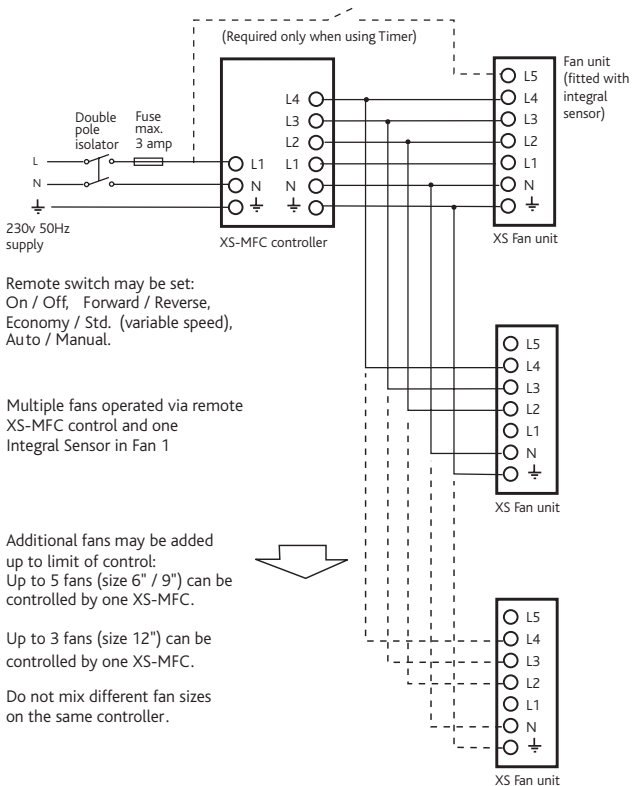 (Required only when using Timer)
Fan unit
(fitted with
integral
sensor)
Double
pole
isolator
Fuse
max.
3 amp
L
N
230v 50Hz
supply
L1
N
L4
L3
L2
L1
N
XS-MFC controller
L5
L4
L3
L2
L1
N
XS Fan unit
Remote switch may be set:
On / Off, Forward / Reverse,
Economy / Std. (variable speed),
Auto / Manual.
Multiple fans operated via remote
XS-MFC control and one
Integral Sensor in Fan 1
L5
L4
L3
L2
L1
N
XS Fan unit
Additional fans may be added
up to limit of control:
Up to 5 fans (size 6" / 9") can be
controlled by one XS-MFC.
Up to 3 fans (size 12") can be
controlled by one XS-MFC.
Do not mix different fan sizes
on the same controller.
L5
L4
L3
L2
L1
N
XS Fan unit